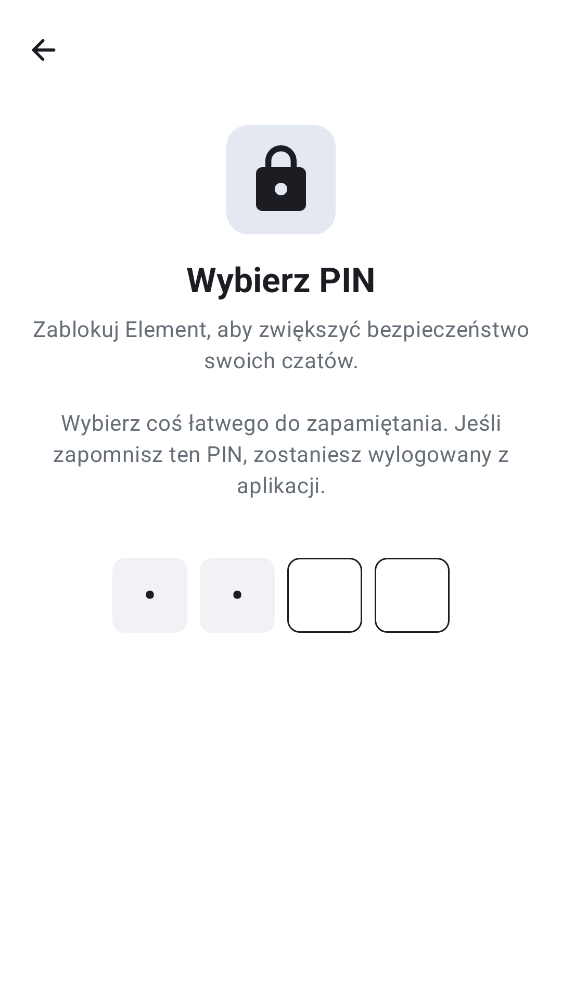 Wybierz PIN
Zablokuj Element, aby zwiększyć bezpieczeństwo
swoich czatów.
Wybierz coś łatwego do zapamiętania. Jeśli
zapomnisz ten PIN, zostaniesz wylogowany z
aplikacji.